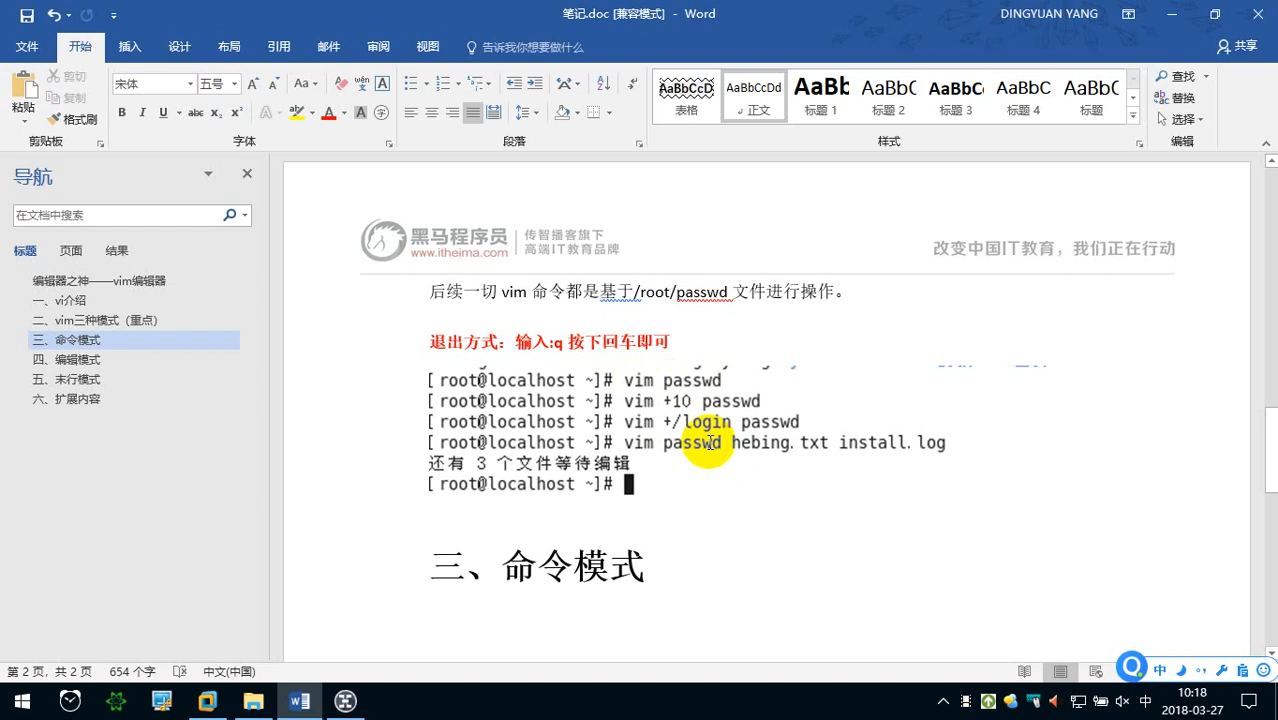 笔记.doc [兼容模式] - Word
DINGYUAN YANG
文件
开始
插入
设计
布局
引用
邮件
审阅
视图
告诉我你想要做什么
共享
粘贴
剪切
复制
格式刷
剪贴板
宋体
五号
字体
段落
AaBbCcD
表格
AaBbCcDd
正文
AaBb
标题 1
AaBbC
标题 2
AaBbC
标题 3
AaBbC
标题 4
AaBbC
标题
样式
查找
替换
选择
编辑
导航
在文档中搜索
标题
页面
结果
编辑器之神——vim编辑器
一、vi介绍
二、vim三种模式（重点）
三、命令模式
四、编辑模式
五、末行模式
六、扩展内容
黑马程序员
www.itheima.com
传智播客旗下
高端IT教育品牌
改变中国IT教育，我们正在行动
后续一切 vim 命令都是基于/root/passwd 文件进行操作。
退出方式：输入:q 按下回车即可
[root@localhost ~]# vim passwd
[root@localhost ~]# vim +10 passwd
[root@localhost ~]# vim +/login passwd
[root@localhost ~]# vim passwd hebing.txt install.log
还有 3 个文件等待编辑
[root@localhost ~]#
三、命令模式
第 2 页，共 2 页
654 个字
中文(中国)
中
中
10:18
2018-03-27